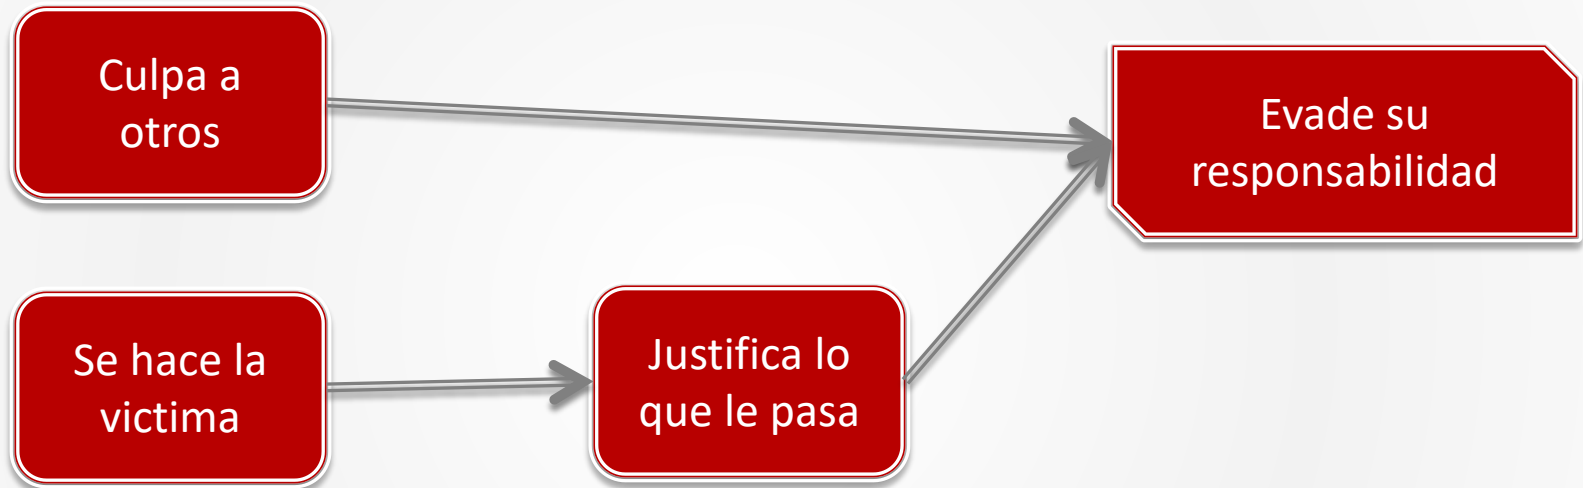 Culpa a
otros
Evade su
responsabilidad
Se hace la
victima
Justifica lo
que le pasa